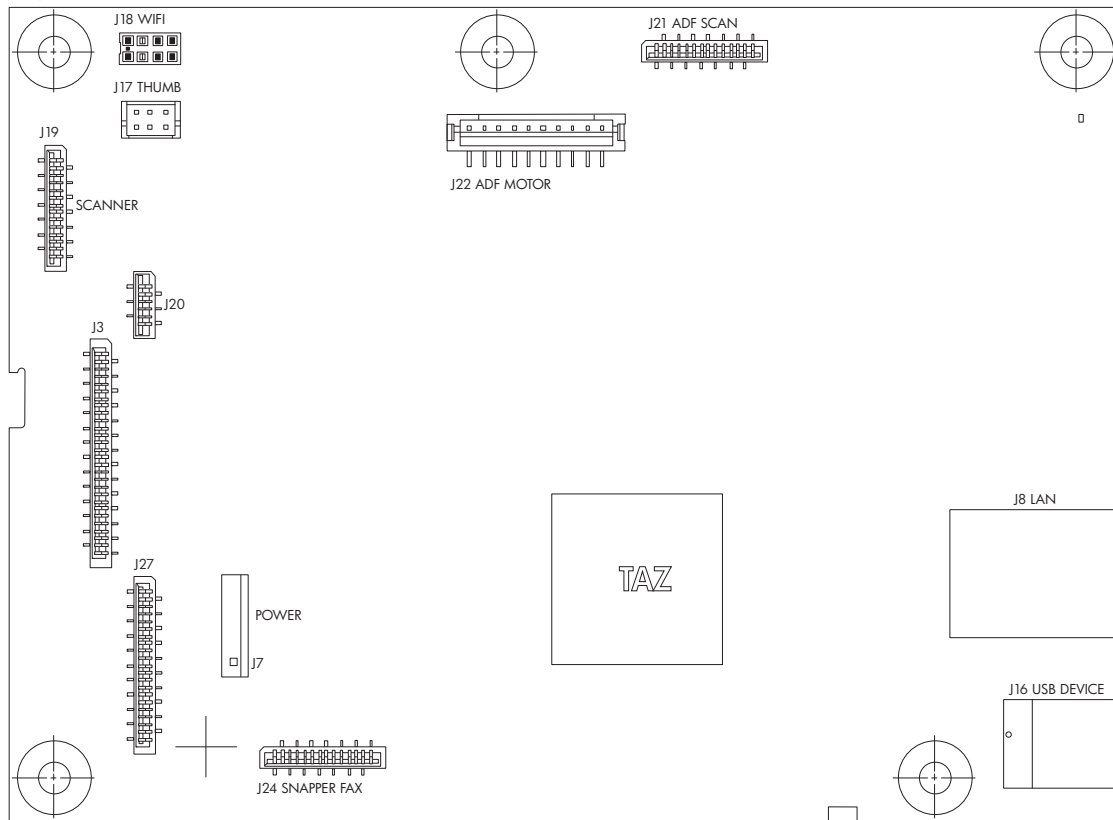 J18 WIFI
J21 ADF SCAN
J17 THUMB
J19
J22 ADF MOTOR
SCANNER
J20
J3
J8 LAN
J27
TAZ
POWER
J7
J16 USB DEVICE
J24 SNAPPER FAX